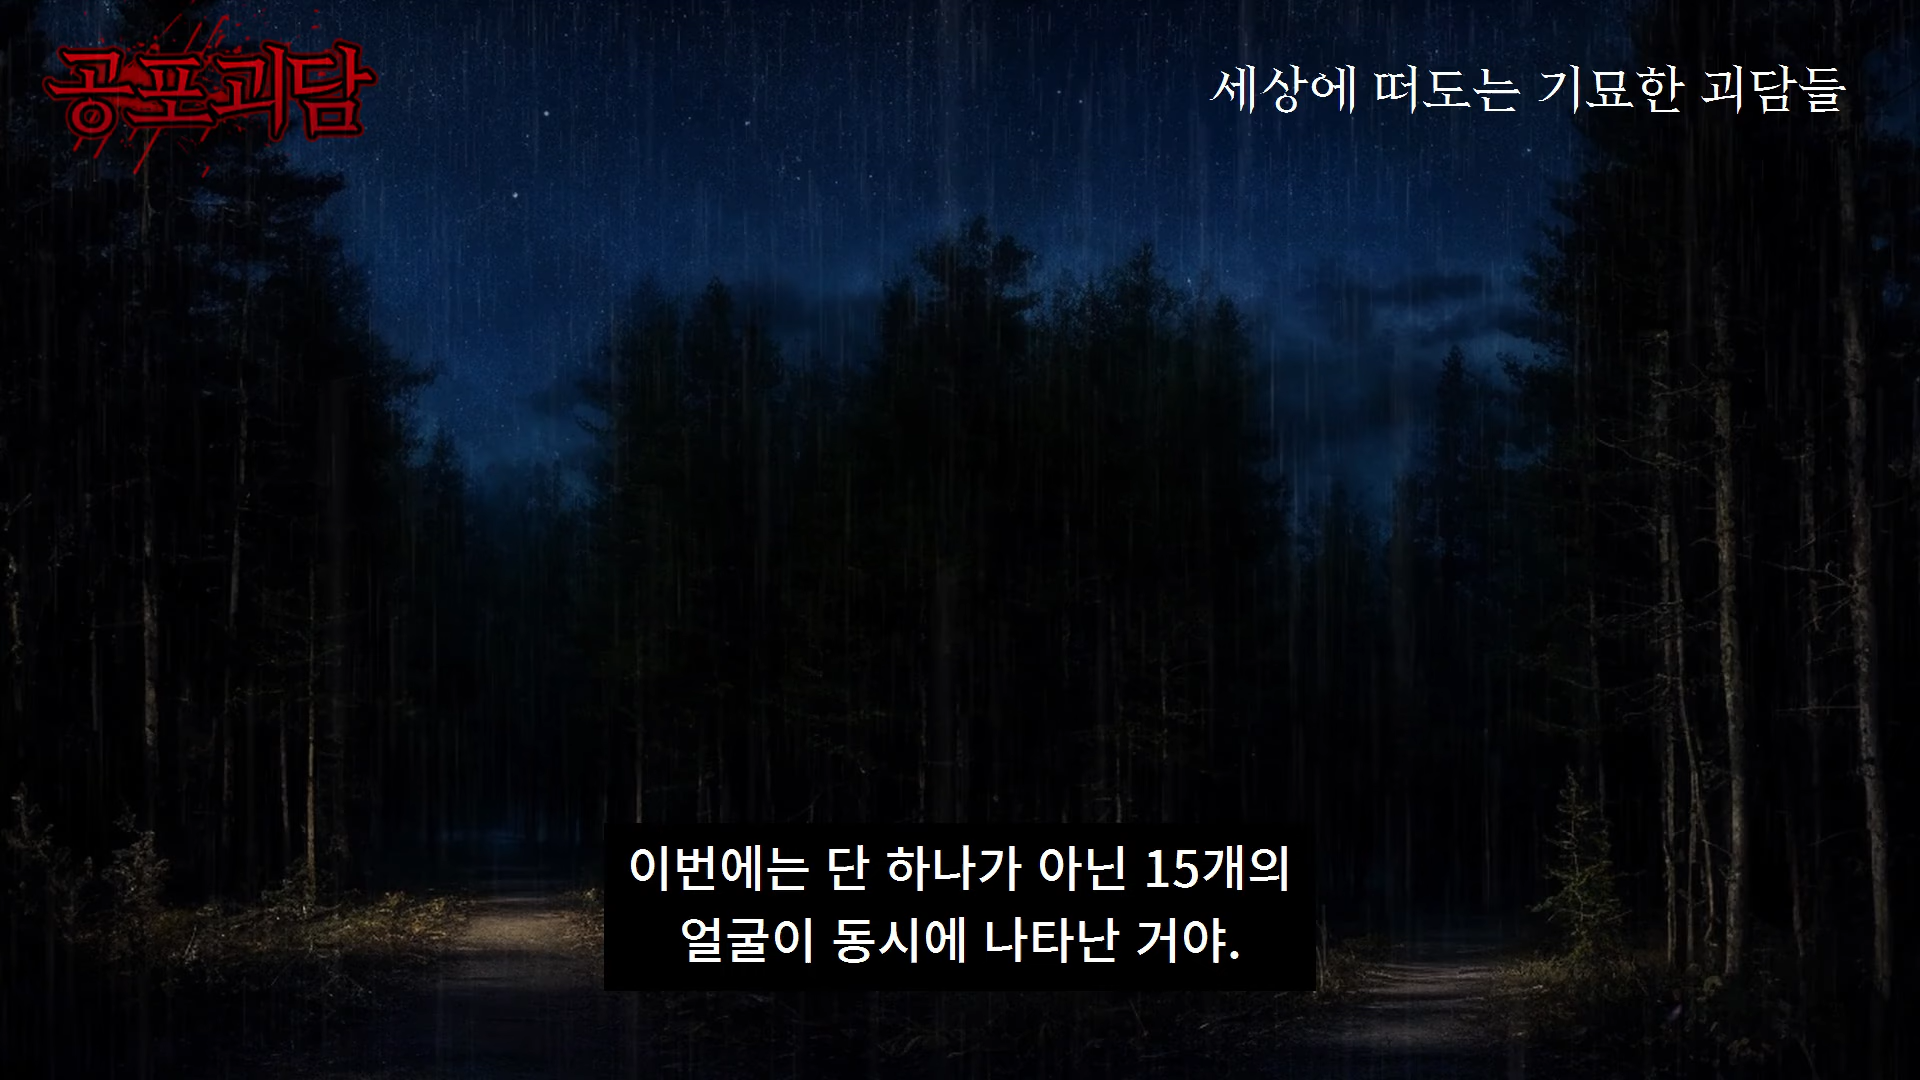 공포괴담
세상에 떠도는 기묘한 괴담들
이번에는 단 하나가 아닌 15개의
얼굴이 동시에 나타난 거야.